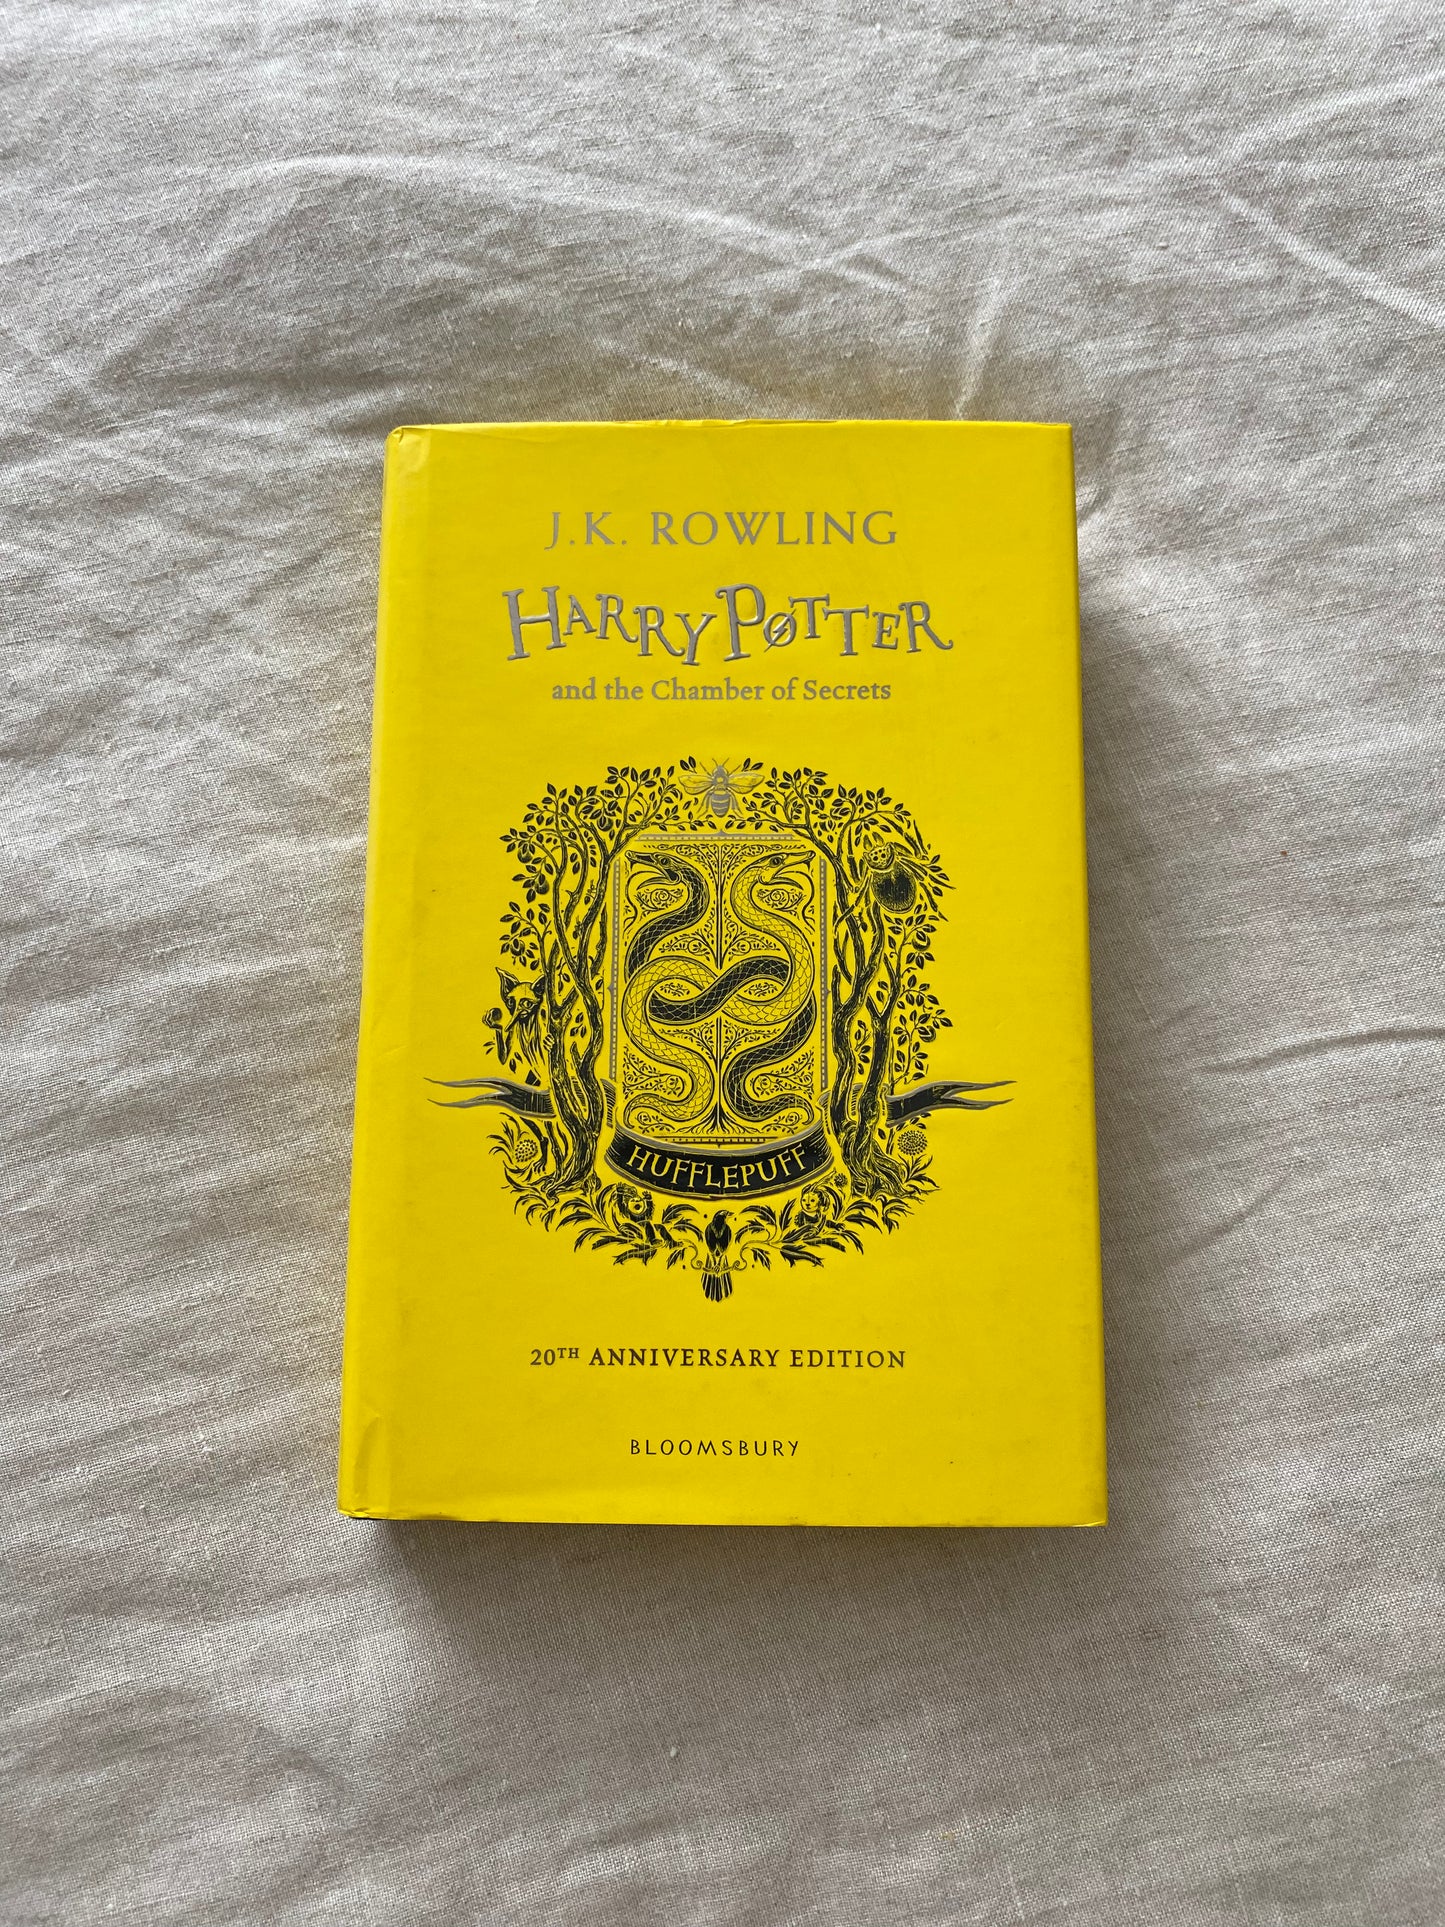 J.K. ROWLING
HARRY POTTER
and the Chamber of Secrets
HUFFLEPUFF
20TH ANNIVERSARY EDITION
BLOOMSBURY